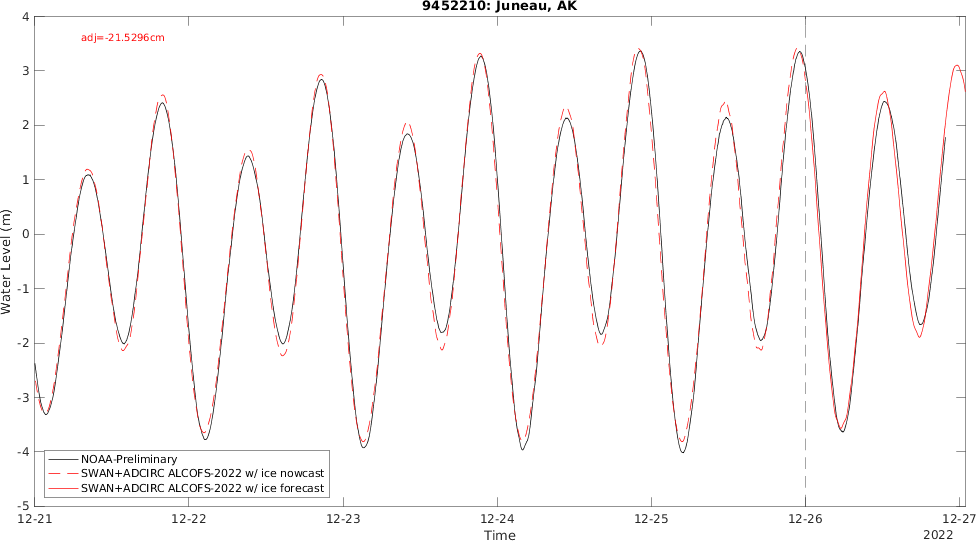 9452210: Juneau, AK
adj=-21.5296cm
4
3
2
1
0
-1
-2
-3
-4
-5
Water Level (m)
NOAA-Preliminary
SWAN+ADCIRC ALCOFS-2022 w/ ice nowcast
SWAN+ADCIRC ALCOFS-2022 w/ ice forecast
12-21 12-22 12-23 12-24 12-25 12-26 12-27
Time
2022